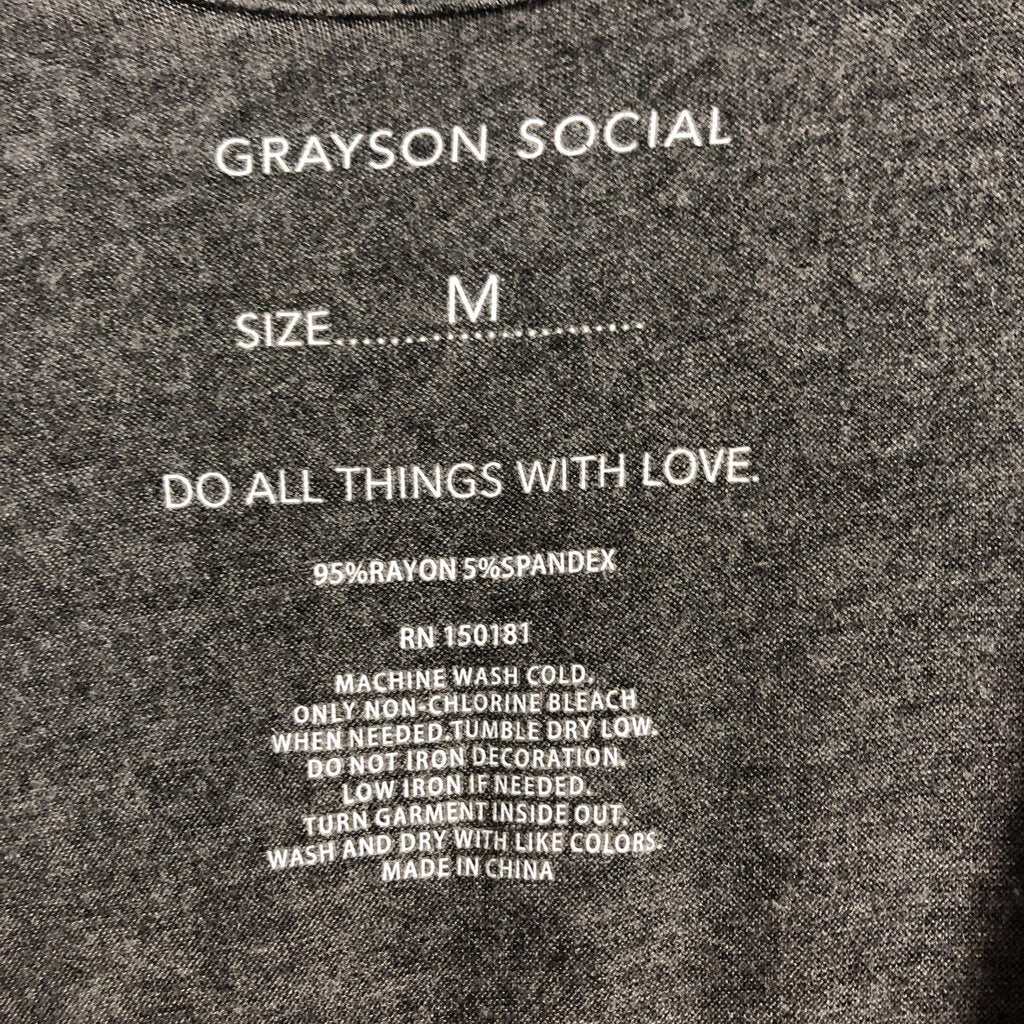 GRAYSON SOCIAL
SIZE.............................
M
DO ALL THINGS WITH LOVE.
95%RAYON 5%SPANDEX
RN 150181
MACHINE WASH COLD.
ONLY NON-CHLORINE BLEACH
WHEN NEEDED.TUMBLE DRY LOW.
DO NOT IRON DECORATION.
LOW IRON IF NEEDED.
TURN GARMENT INSIDE OUT.
WASH AND DRY WITH LIKE COLORS.
MADE IN CHINA